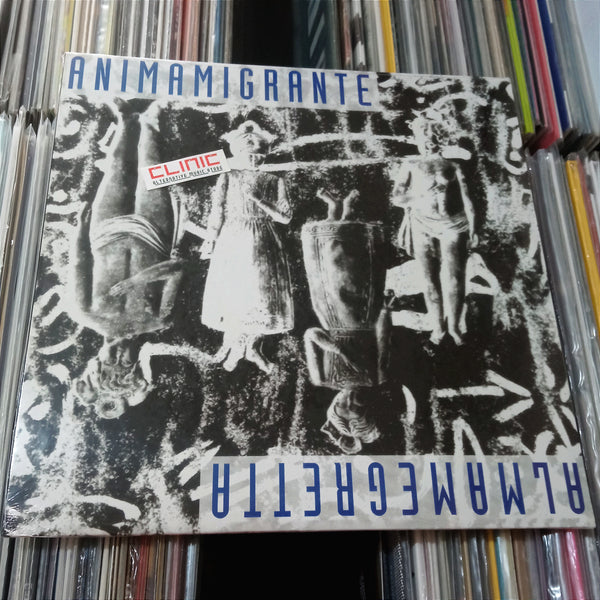 ANIMAMIGRANTE
CLINIC
ALTERNATIVE MUSIC STORE
ALMAMEGRETTA